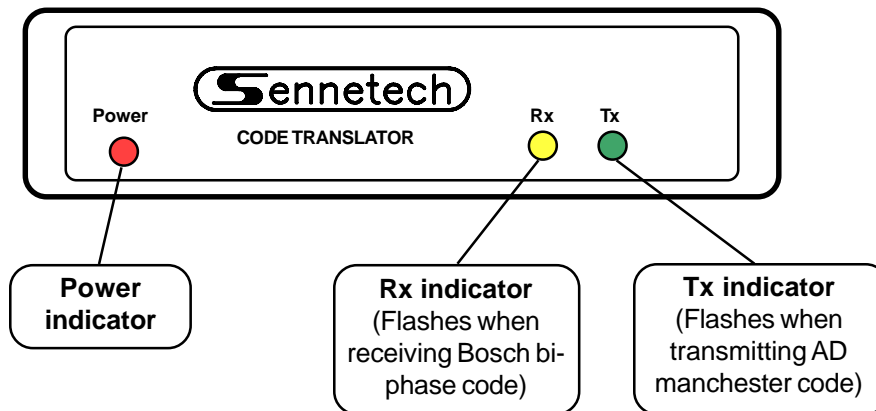 Sennetech
Power
Rx Tx
CODE TRANSLATOR
Power
indicator
Rx indicator
(Flashes when
receiving Bosch bi-
phase code)
Tx indicator
(Flashes when
transmitting AD
manchester code)